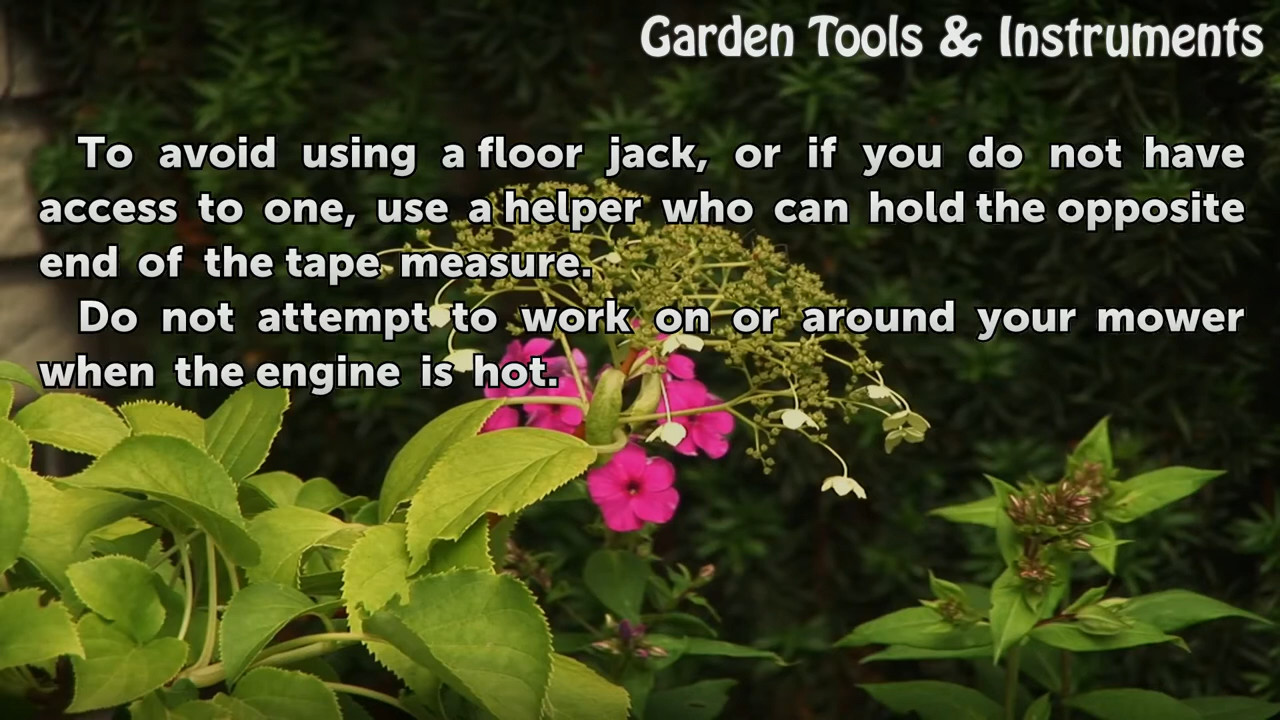 Garden Tools & Instruments
To avoid using a floor jack, or if you do not have
access to one, use a helper who can hold the opposite
end of the tape measure.
Do not attempt to work on or around your mower
when the engine is hot.